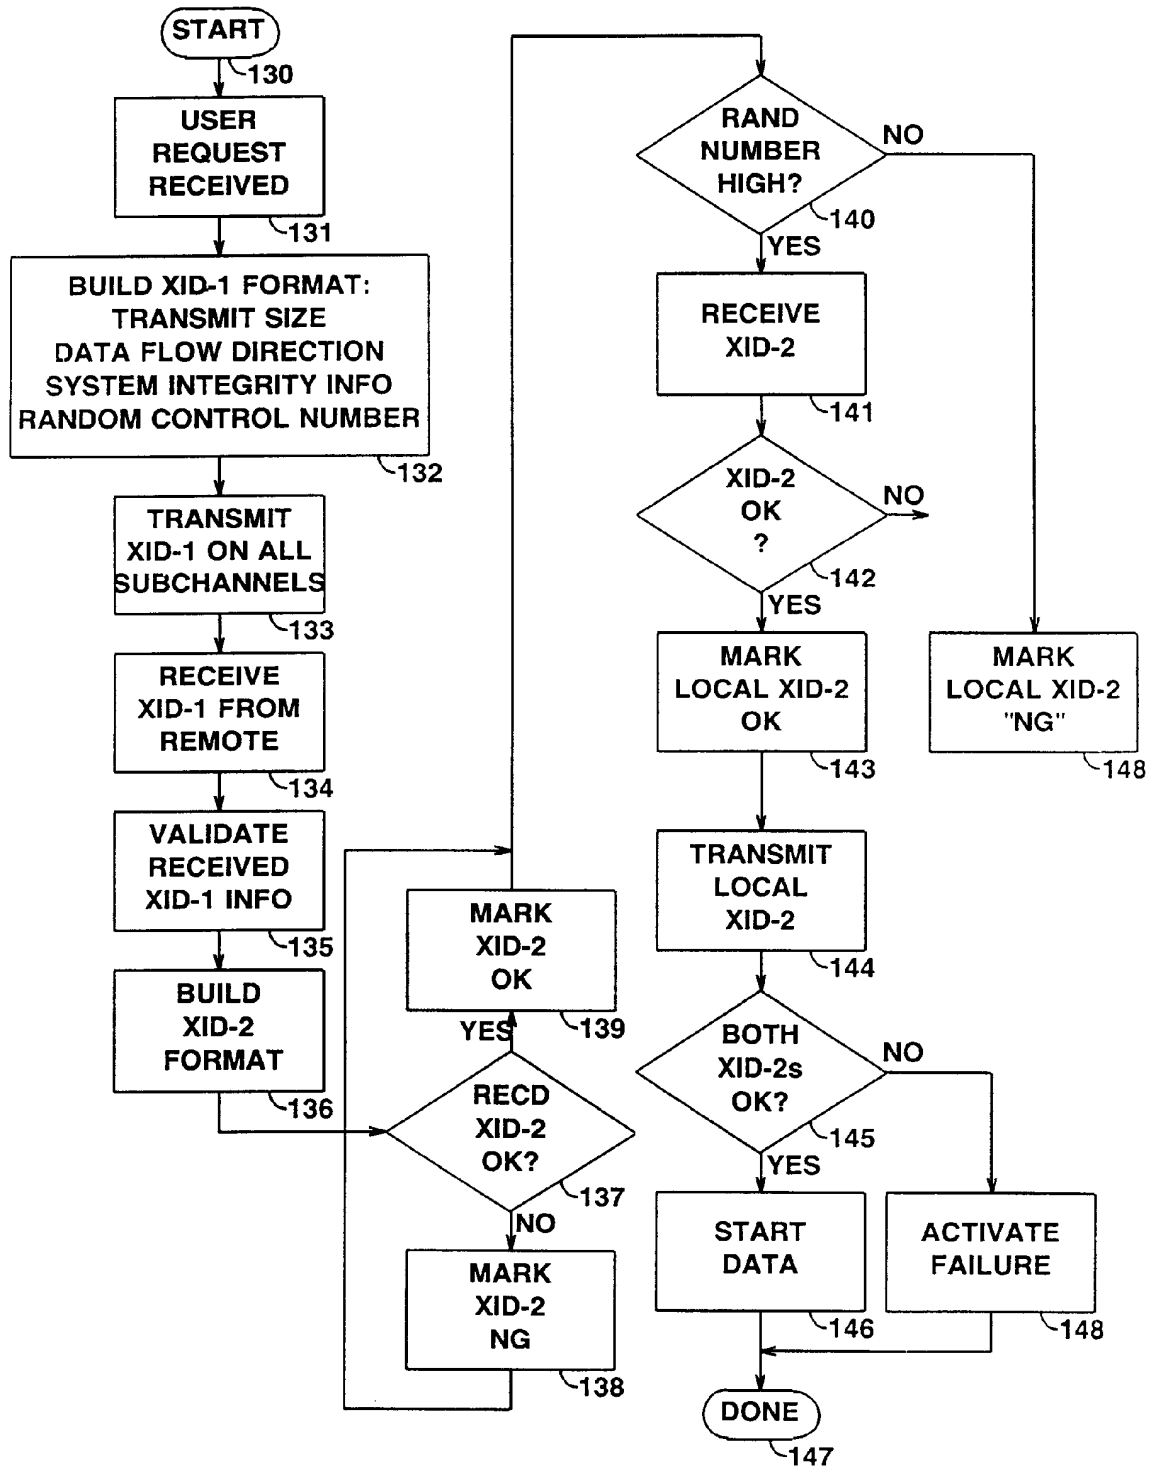 START
130
USER
REQUEST
RECEIVED
131
BUILD XID-1 FORMAT:
TRANSMIT SIZE
DATA FLOW DIRECTION
SYSTEM INTEGRITY INFO
RANDOM CONTROL NUMBER
132
TRANSMIT
XID-1 ON ALL
SUBCHANNELS
133
RECEIVE
XID-1 FROM
REMOTE
134
VALIDATE
RECEIVED
XID-1 INFO
135
BUILD
XID-2
FORMAT
136
RECD
XID-2
OK?
137
NO
MARK
XID-2
NG
138
YES
MARK
XID-2
OK
139
RAND
NUMBER
HIGH?
140
NO
YES
RECEIVE
XID-2
141
XID-2
OK
?
142
NO
YES
MARK
LOCAL XID-2
OK
143
MARK
LOCAL XID-2
"NG"
148
TRANSMIT
LOCAL
XID-2
144
BOTH
XID-2s
OK?
145
NO
YES
START
DATA
146
ACTIVATE
FAILURE
148
DONE
147